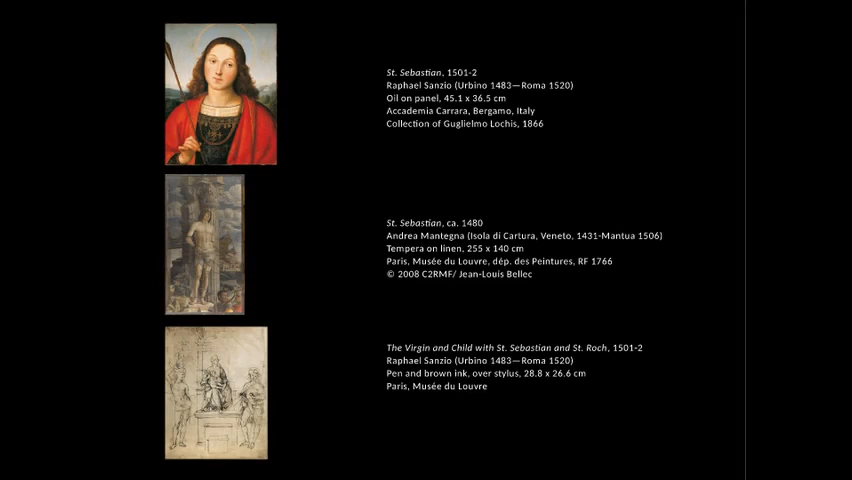 St. Sebastian, 1501-2
Raphael Sanzio (Urbino 1483—Roma 1520)
Oil on panel, 45.1 x 36.5 cm
Accademia Carrara, Bergamo, Italy
Collection of Guglielmo Lochis, 1866
St. Sebastian, ca. 1480
Andrea Mantegna (Isola di Cartura, Veneto, 1431-Mantua 1506)
Tempera on linen, 255 x 140 cm
Paris, Musée du Louvre, dép. des Peintures, RF 1766
© 2008 C2RMF/ Jean-Louis Bellec
The Virgin and Child with St. Sebastian and St. Roch, 1501-2
Raphael Sanzio (Urbino 1483—Roma 1520)
Pen and brown ink, over stylus, 28.8 x 26.6 cm
Paris, Musée du Louvre